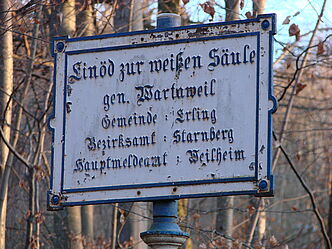 Einöd zur weißen Säule
gen. Wartaweil
Gemeinde : Erling
Bezirksamt : Starnberg
Hauptmeldeamt : Weilheim